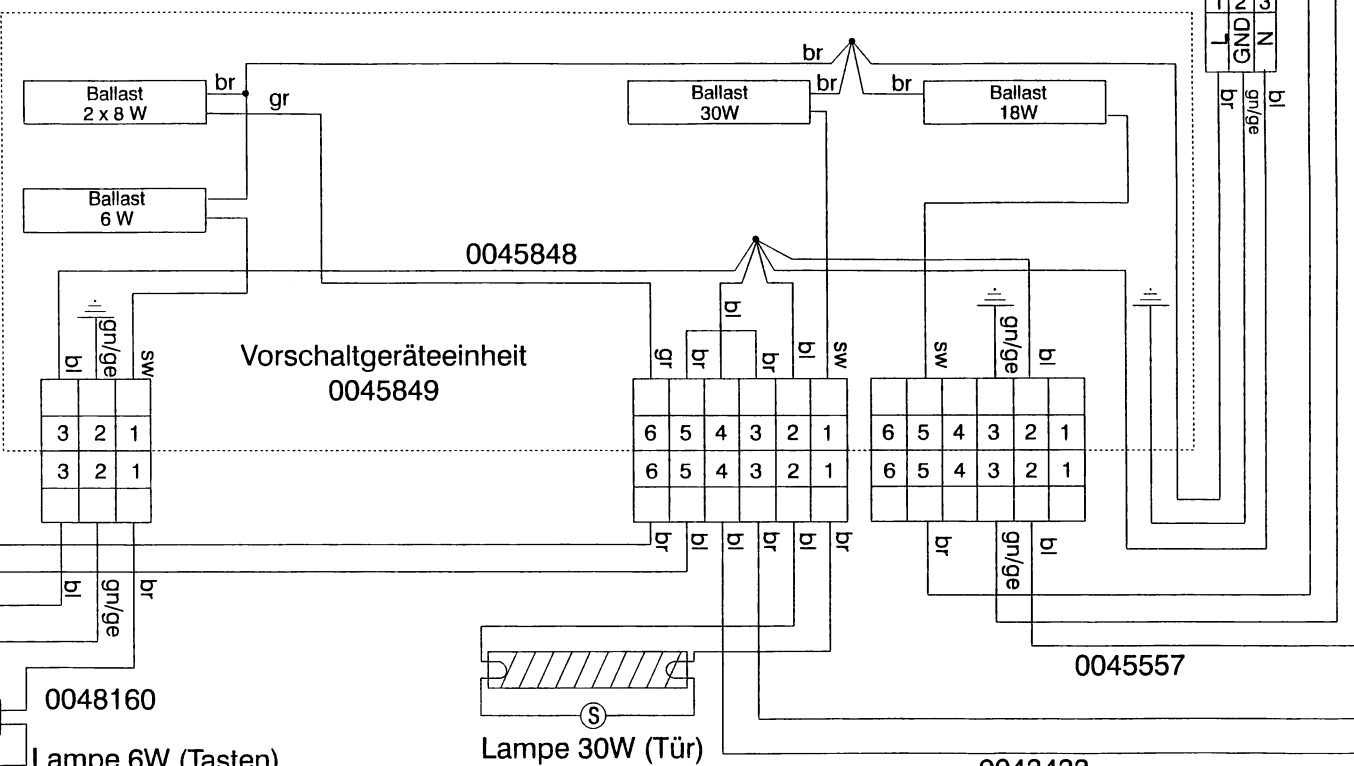 1 2 3
L GND N
br gn/ge bl
br
Ballast
2 x 8 W
br
gr
Ballast
30W
br
br
Ballast
18W
Ballast
6 W
0045848
Vorschaltgeräteeinheit
0045849
bl gn/ge sw
gr br bl br bl sw
sw gn/ge bl
3 2 1
3 2 1
6 5 4 3 2 1
6 5 4 3 2 1
6 5 4 3 2 1
6 5 4 3 2 1
bl gn/ge br
br bl bl br bl br
br gn/ge bl
0045557
0048160
S
Lampe 30W (Tür)
Lampe 6W (Tasten)